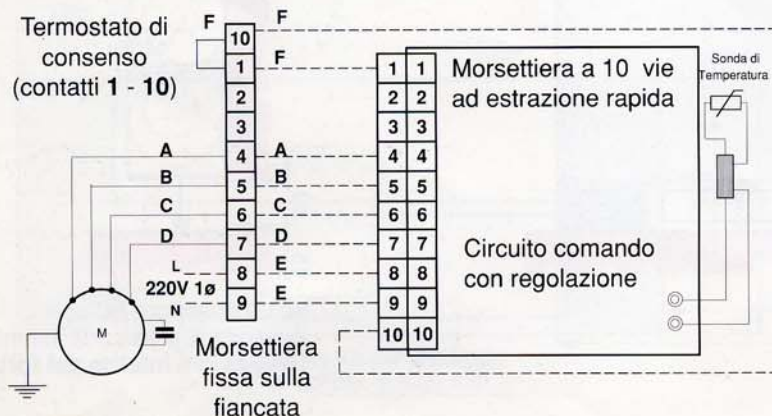 Termostato di
consenso
(contatti 1 - 10)
F
F
10
1
F
2
3
4
5
6
7
8
9
A
B
C
D
A
B
C
D
E
E
L
220V 1ø
N
M
Morsettiera
fissa sulla
fiancata
1 1
2 2
3 3
4 4
5 5
6 6
7 7
8 8
9 9
10 10
Morsettiera a 10 vie
ad estrazione rapida
Circuito comando
con regolazione
Sonda di
Temperatura